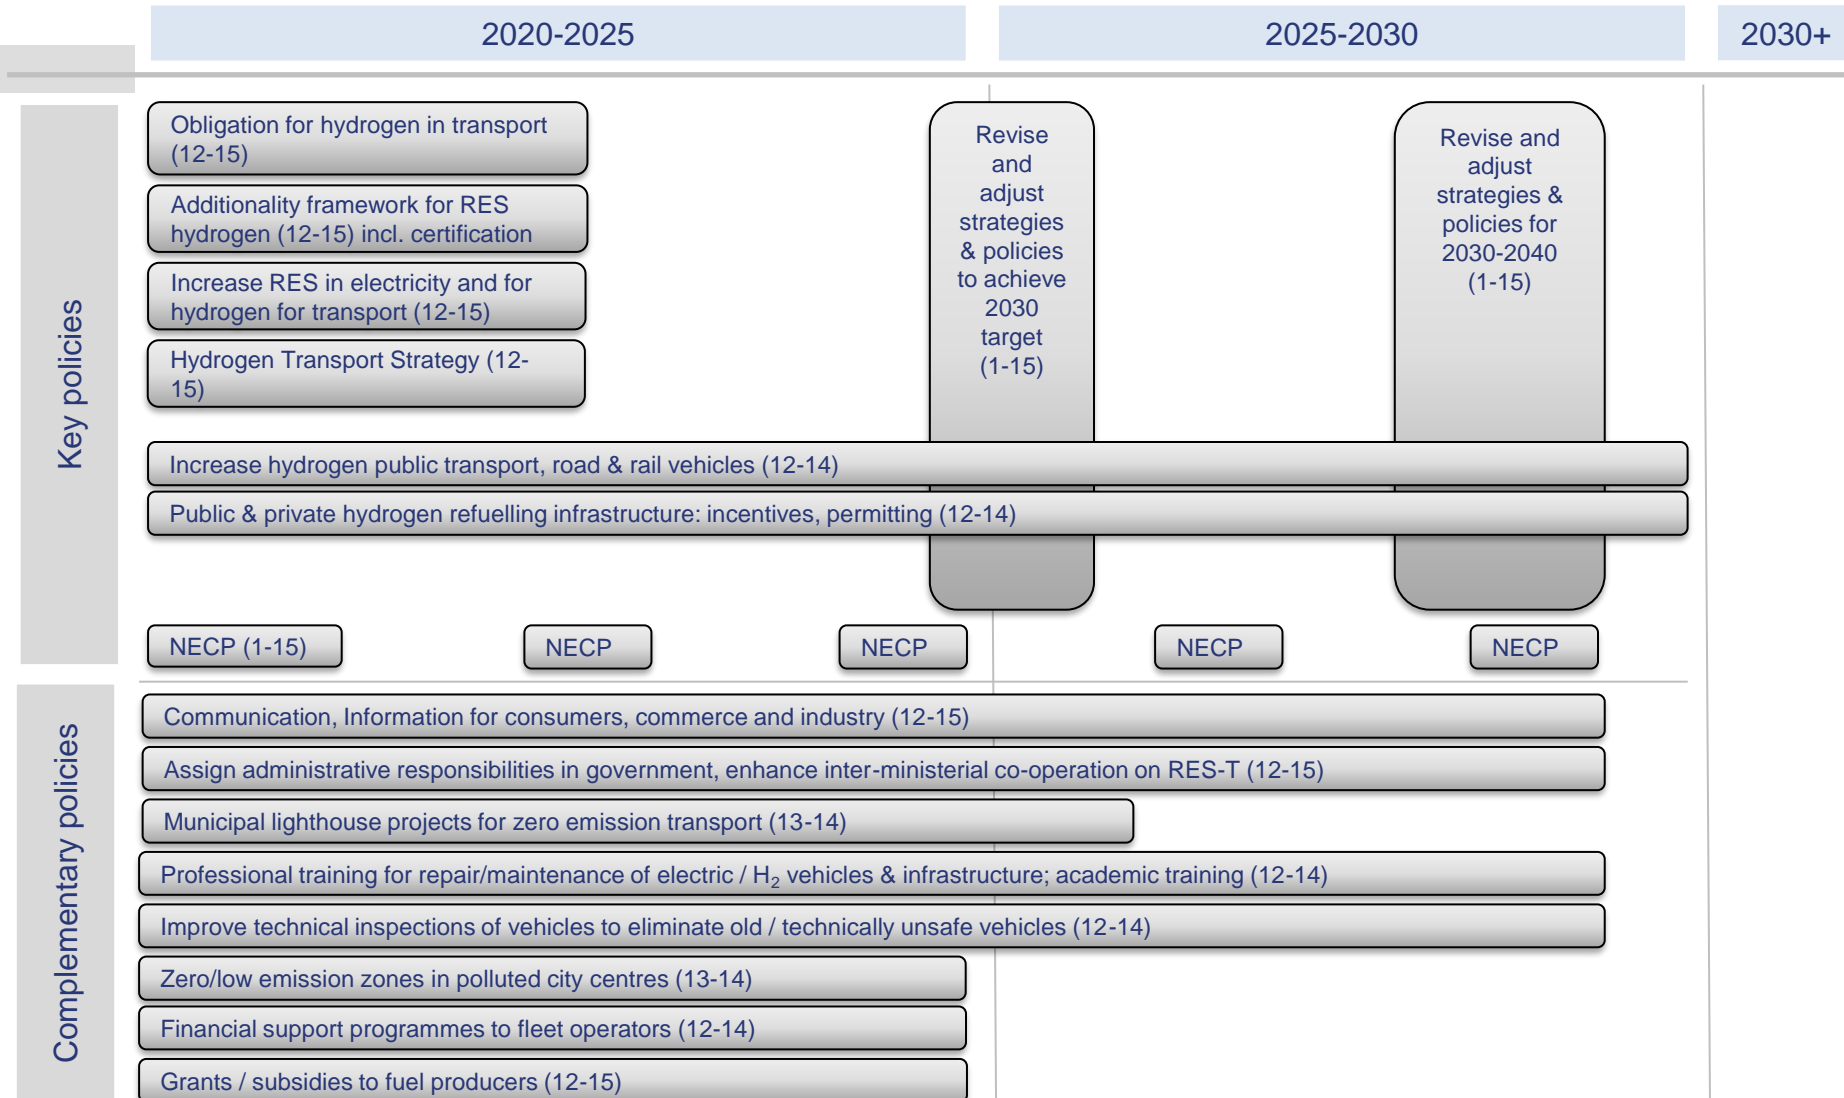 2020-2025
2025-2030
2030+
Key policies
Obligation for hydrogen in transport
(12-15)
Additionality framework for RES
hydrogen (12-15) incl. certification
Increase RES in electricity and for
hydrogen for transport (12-15)
Hydrogen Transport Strategy (12-
15)
Revise
and
adjust
strategies
& policies
to achieve
2030
target
(1-15)
Revise and
adjust
strategies &
policies for
2030-2040
(1-15)
Increase hydrogen public transport, road & rail vehicles (12-14)
Public & private hydrogen refuelling infrastructure: incentives, permitting (12-14)
NECP (1-15)
NECP
NECP
NECP
NECP
Complementary policies
Communication, Information for consumers, commerce and industry (12-15)
Assign administrative responsibilities in government, enhance inter-ministerial co-operation on RES-T (12-15)
Municipal lighthouse projects for zero emission transport (13-14)
Professional training for repair/maintenance of electric / H₂ vehicles & infrastructure; academic training (12-14)
Improve technical inspections of vehicles to eliminate old / technically unsafe vehicles (12-14)
Zero/low emission zones in polluted city centres (13-14)
Financial support programmes to fleet operators (12-14)
Grants / subsidies to fuel producers (12-15)